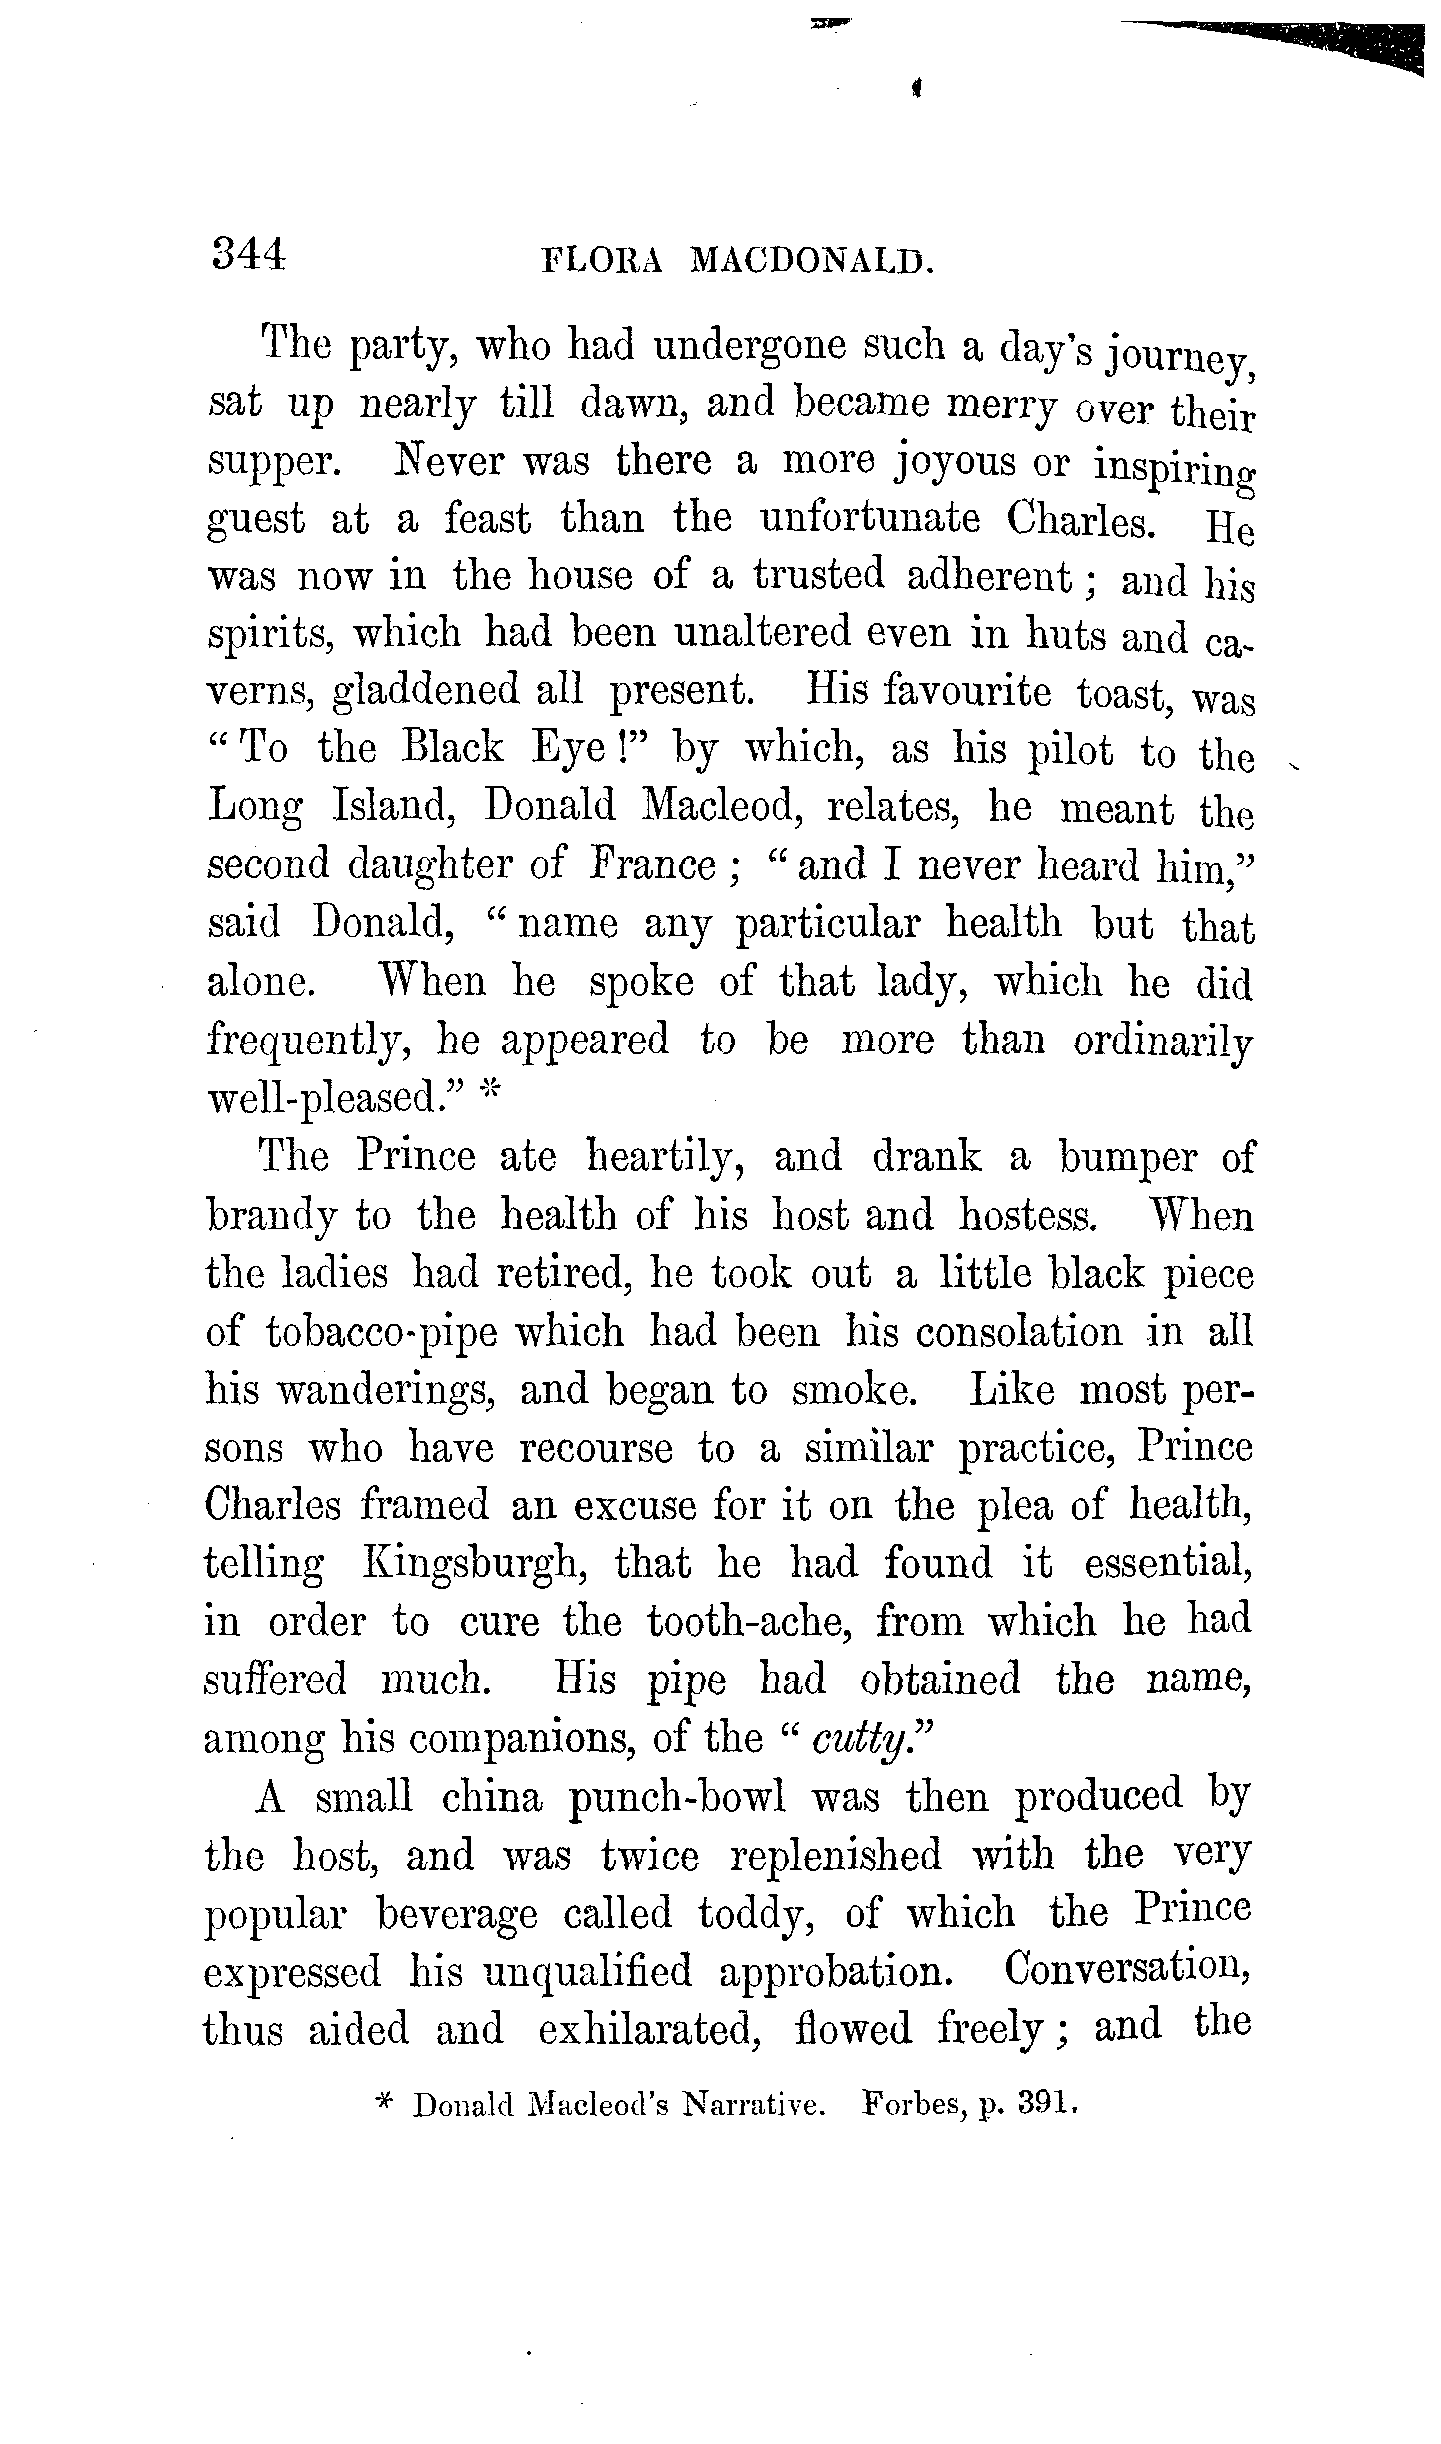 344 FLORA MACDONALD.
The party, who had undergone such a day's journey,
sat up nearly till dawn, and became merry over their
supper. Never was there a more joyous or inspiring
guest at a feast than the unfortunate Charles. He
was now in the house of a trusted adherent ; and his
spirits, which had been unaltered even in huts and ca-
verns, gladdened all present. His favourite toast, was
“ To the Black Eye !” by which, as his pilot to the
Long Island, Donald Macleod, relates, he meant the
second daughter of France ; “ and I never heard him,”
said Donald, “ name any particular health but that
alone. When he spoke of that lady, which he did
frequently, he appeared to be more than ordinarily
well-pleased.” *
The Prince ate heartily, and drank a bumper of
brandy to the health of his host and hostess. When
the ladies had retired, he took out a little black piece
of tobacco-pipe which had been his consolation in all
his wanderings, and began to smoke. Like most per-
sons who have recourse to a similar practice, Prince
Charles framed an excuse for it on the plea of health,
telling Kingsburgh, that he had found it essential,
in order to cure the tooth-ache, from which he had
suffered much. His pipe had obtained the name,
among his companions, of the “ cutty.”
A small china punch-bowl was then produced by
the host, and was twice replenished with the very
popular beverage called toddy, of which the Prince
expressed his unqualified approbation. Conversation,
thus aided and exhilarated, flowed freely ; and the
* Donald Macleod's Narrative. Forbes, p. 391.